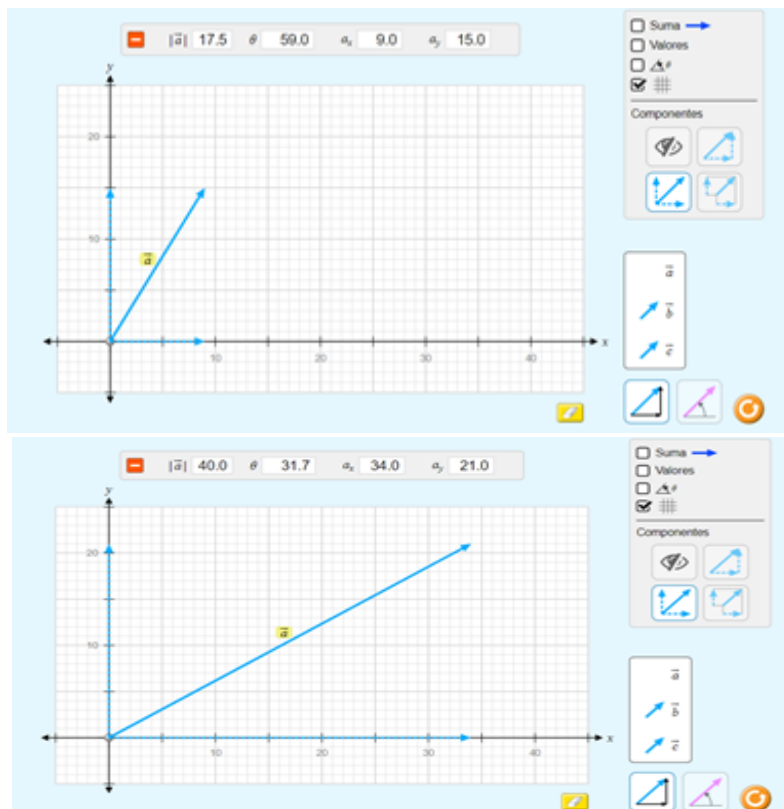 Suma
|a⃗| 17.5 θ 59.0 aₓ 9.0 aᵧ 15.0
Valores
θ
y
Componentes
20
10
a⃗
x
10 20 30 40
a⃗
b⃗
c⃗
Suma
|a⃗| 40.0 θ 31.7 aₓ 34.0 aᵧ 21.0
Valores
θ
y
Componentes
20
10
a⃗
x
10 20 30 40
a⃗
b⃗
c⃗